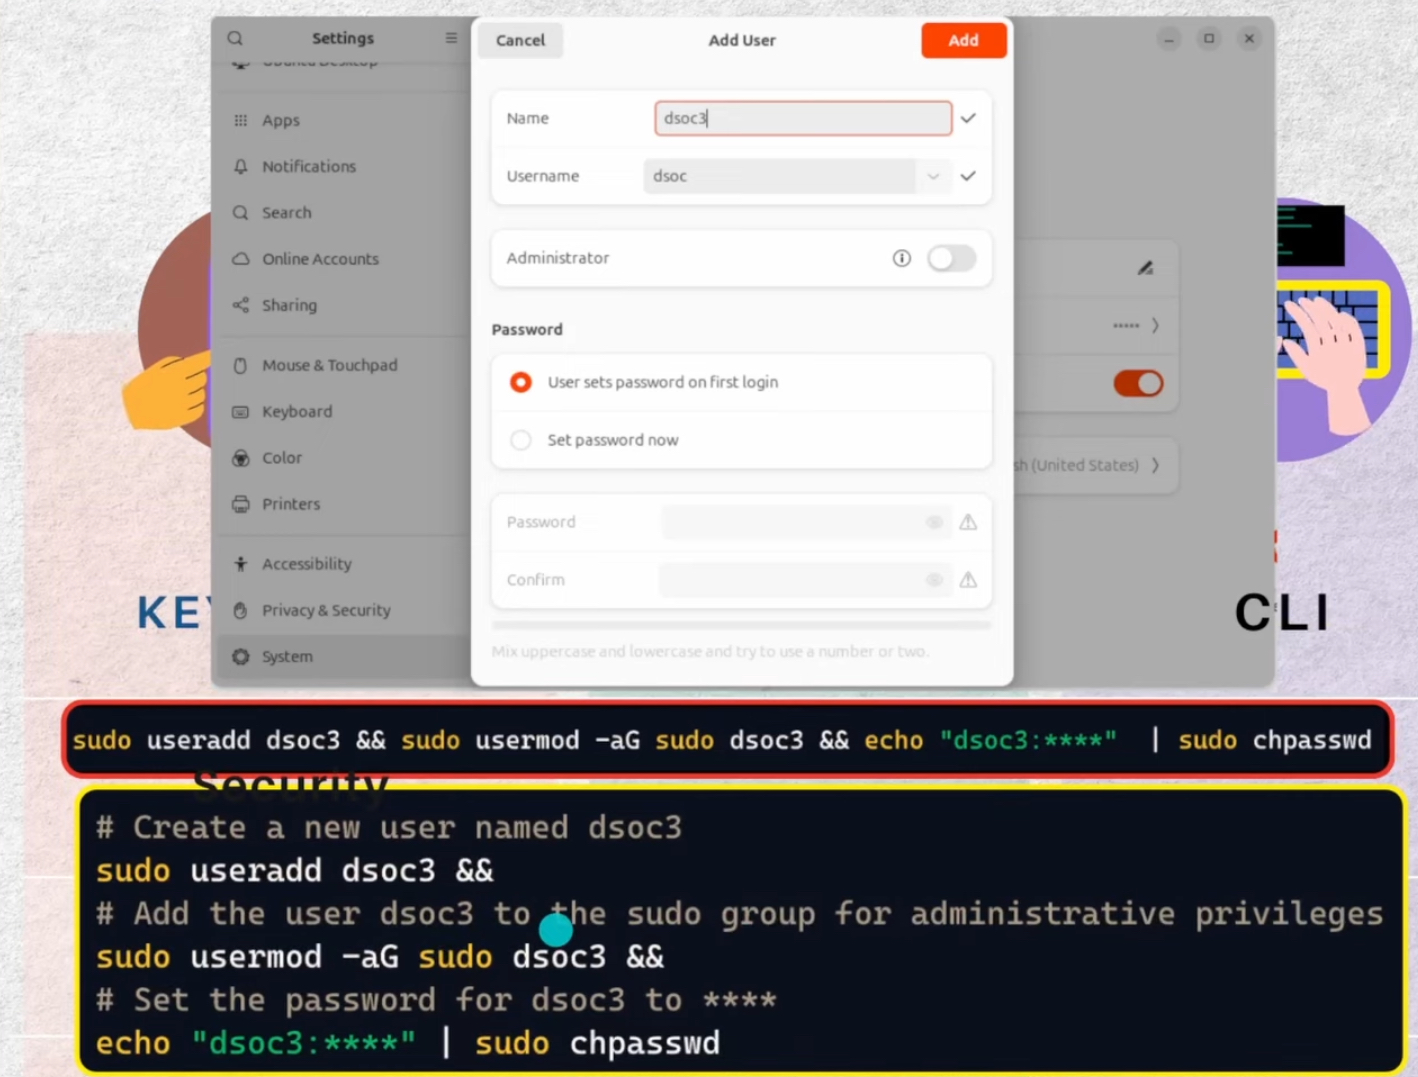 Settings
Cancel
Add User
Add
Ubuntu Desktop
Apps
Notifications
Search
Online Accounts
Sharing
Mouse & Touchpad
Keyboard
Color
Printers
Accessibility
Privacy & Security
System
Name
dsoc3
Username
dsoc
Administrator
Password
User sets password on first login
Set password now
Password
Confirm
Mix uppercase and lowercase and try to use a number or two.
(United States)
KE
CLI
sudo useradd dsoc3 && sudo usermod -aG sudo dsoc3 && echo "dsoc3:****" | sudo chpasswd
Security
# Create a new user named dsoc3
sudo useradd dsoc3 &&
# Add the user dsoc3 to the sudo group for administrative privileges
sudo usermod -aG sudo dsoc3 &&
# Set the password for dsoc3 to ****
echo "dsoc3:****" | sudo chpasswd